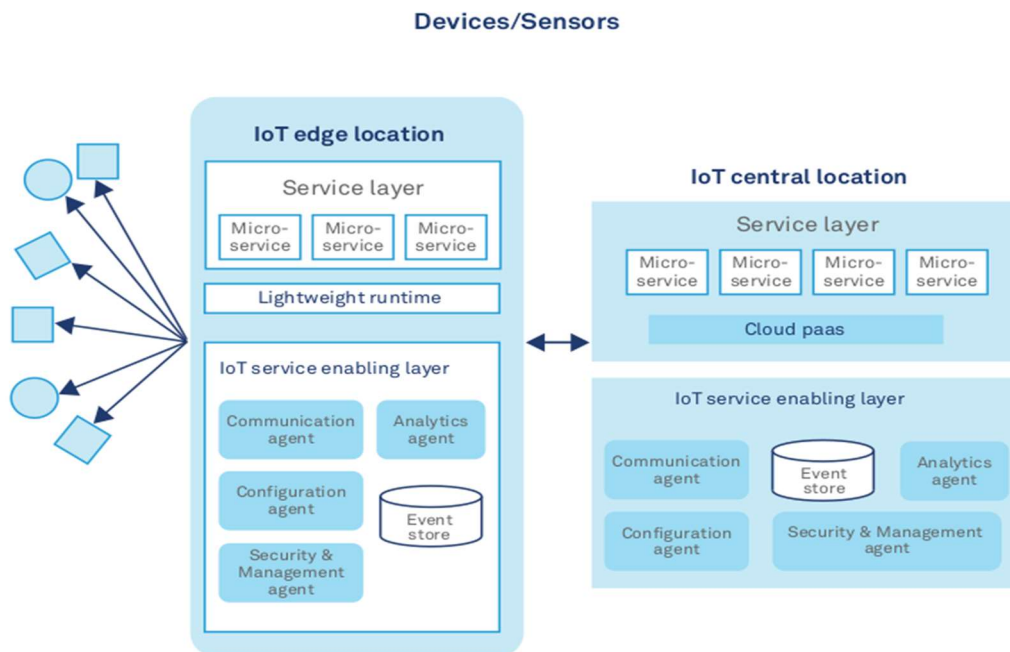 Devices/Sensors
IoT edge location
Service layer
Micro-
service
Micro-
service
Micro-
service
Lightweight runtime
IoT service enabling layer
Communication
agent
Analytics
agent
Configuration
agent
Event
store
Security &
Management
agent
IoT central location
Service layer
Micro-
service
Micro-
service
Micro-
service
Micro-
service
Cloud paas
IoT service enabling layer
Communication
agent
Event
store
Analytics
agent
Configuration
agent
Security & Management
agent